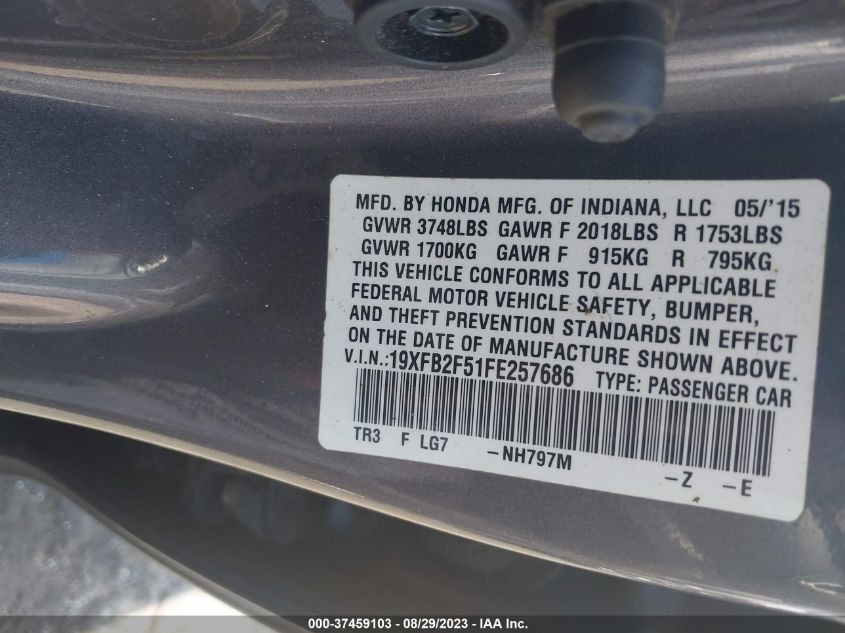 MFD. BY HONDA MFG. OF INDIANA, LLC 05/'15
GVWR 3748LBS GAWR F 2018LBS R 1753LBS
GVWR 1700KG GAWR F 915KG R 795KG
THIS VEHICLE CONFORMS TO ALL APPLICABLE
FEDERAL MOTOR VEHICLE SAFETY, BUMPER,
AND THEFT PREVENTION STANDARDS IN EFFECT
ON THE DATE OF MANUFACTURE SHOWN ABOVE.
V.I.N.: 19XFB2F51FE257686 TYPE: PASSENGER CAR
TR3 F LG7 -NH797M -Z -E
000-37459103 - 08/29/2023 - IAA Inc.